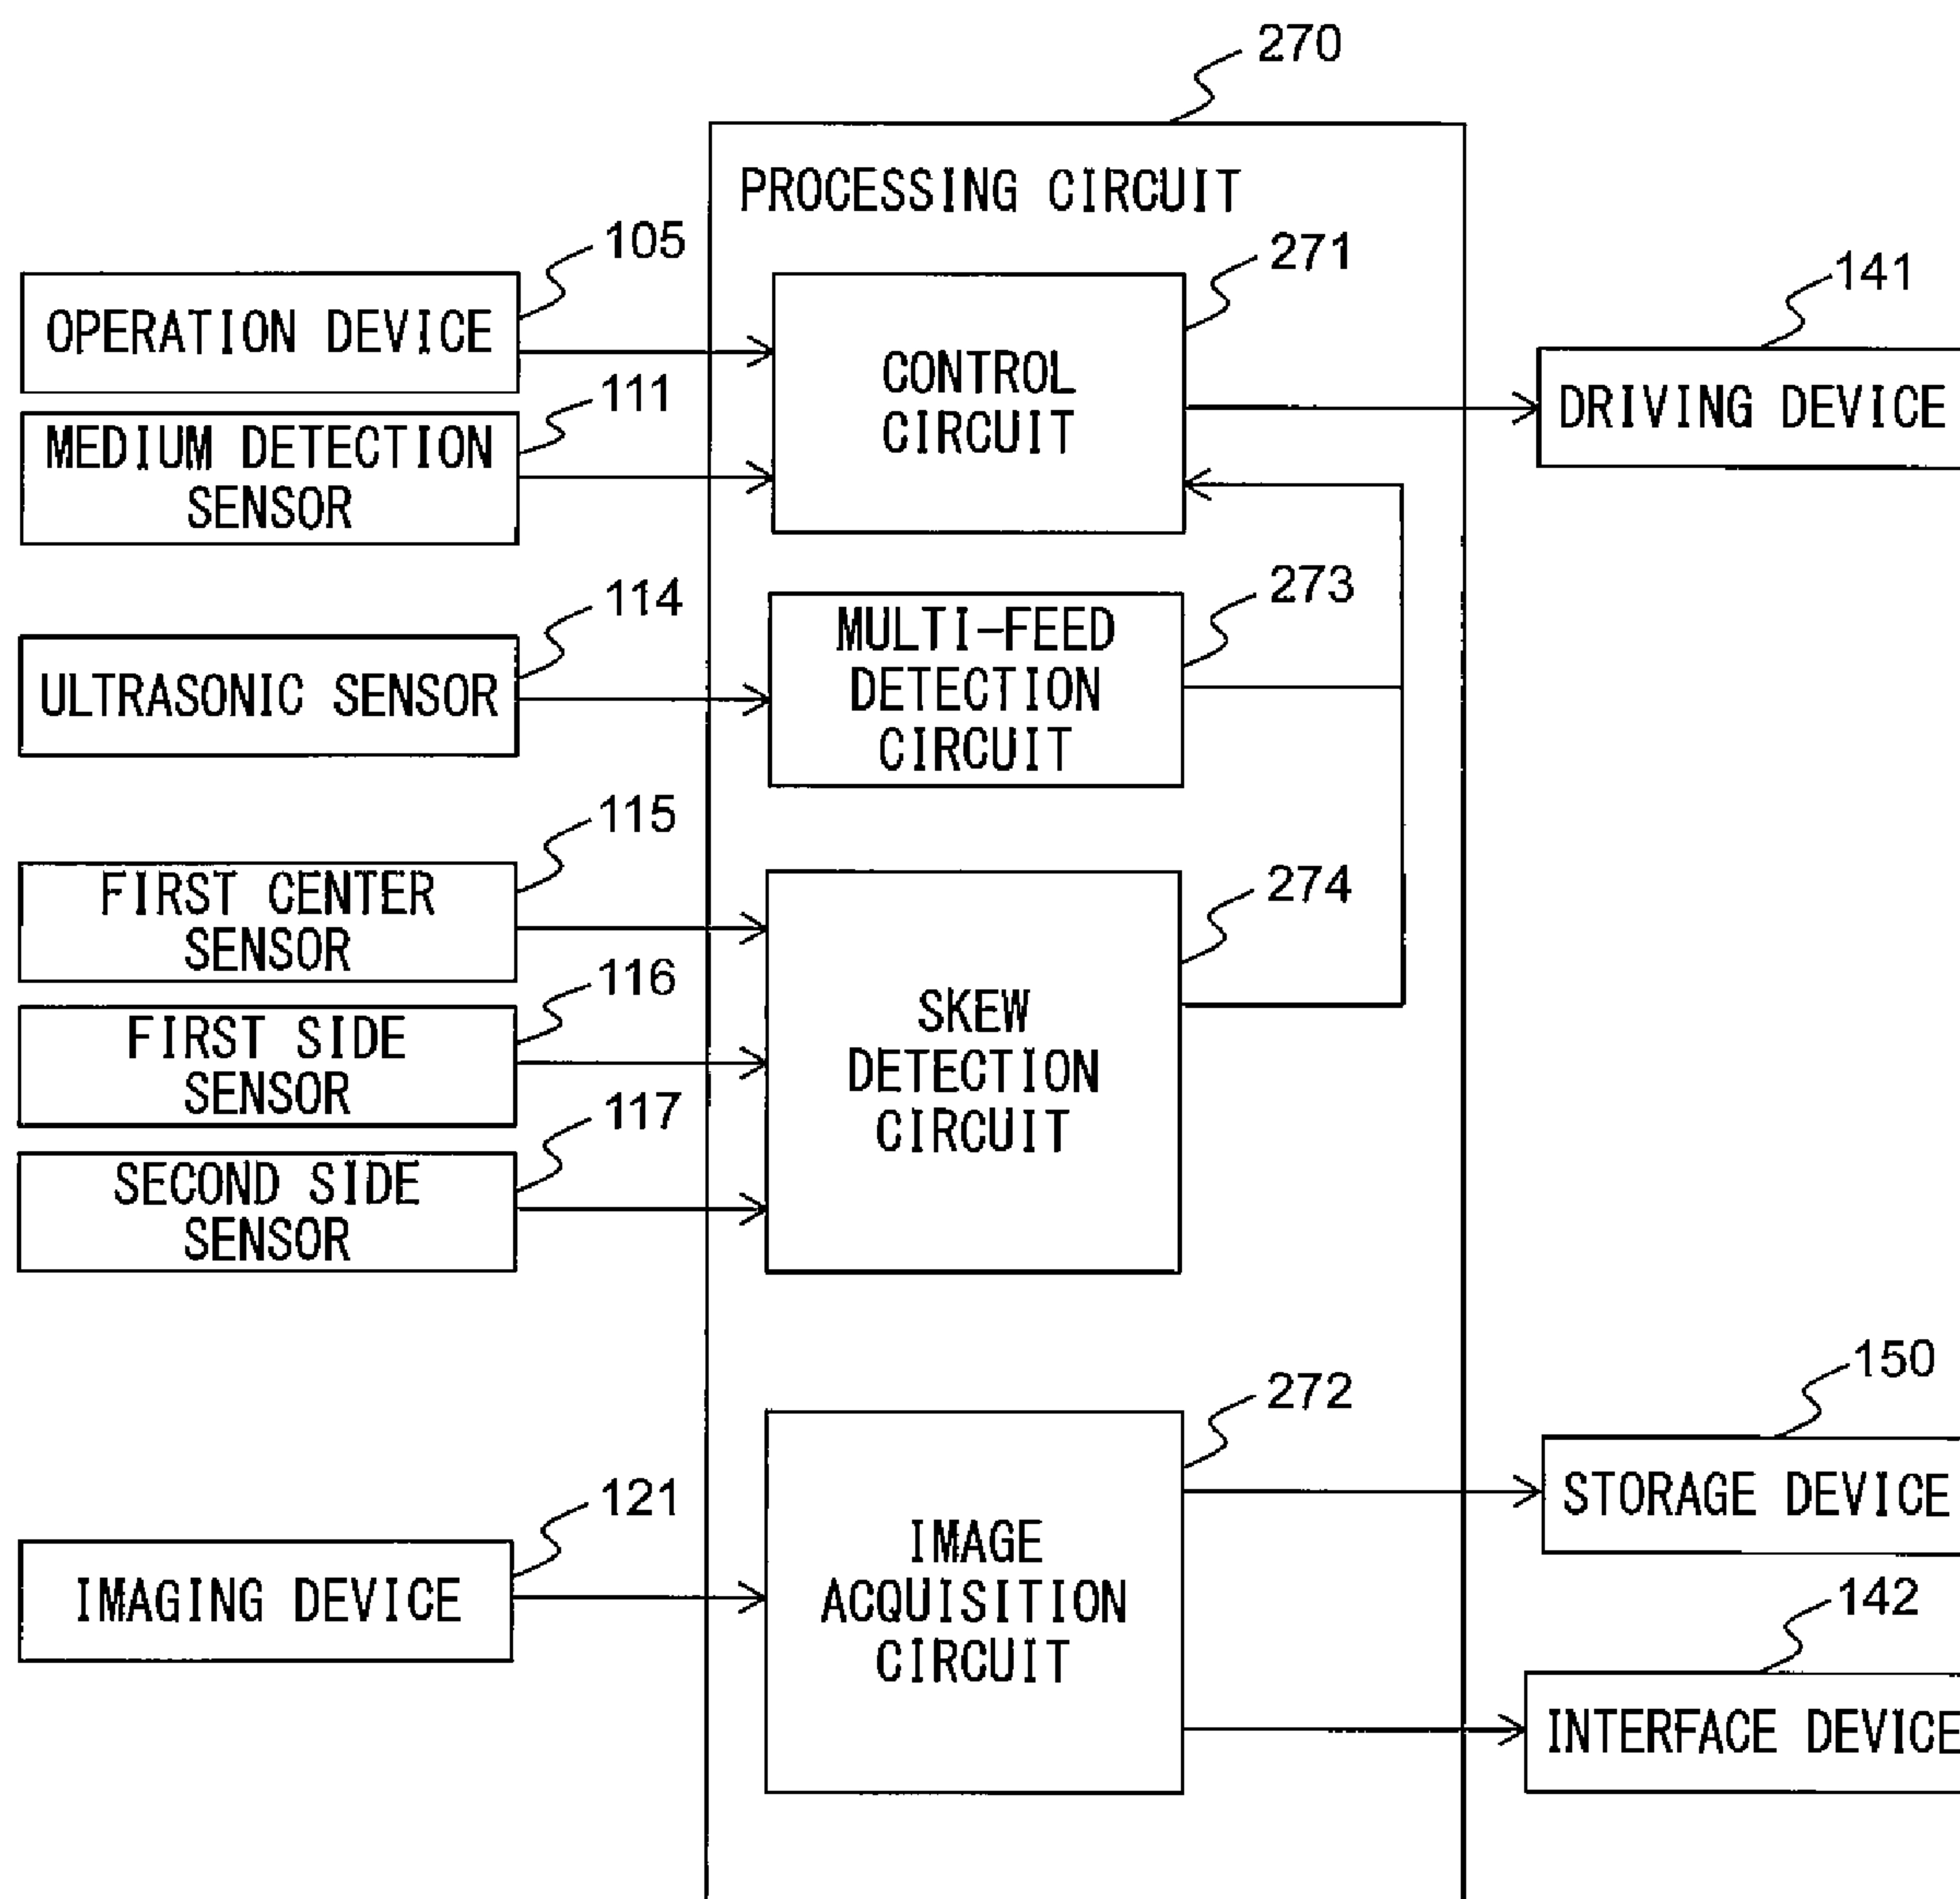 270
PROCESSING CIRCUIT
105
OPERATION DEVICE
271
CONTROL
CIRCUIT
141
DRIVING DEVICE
111
MEDIUM DETECTION
SENSOR
114
ULTRASONIC SENSOR
273
MULTI-FEED
DETECTION
CIRCUIT
115
FIRST CENTER
SENSOR
274
SKEW
DETECTION
CIRCUIT
116
FIRST SIDE
SENSOR
117
SECOND SIDE
SENSOR
121
IMAGING DEVICE
272
IMAGE
ACQUISITION
CIRCUIT
150
STORAGE DEVICE
142
INTERFACE DEVICE